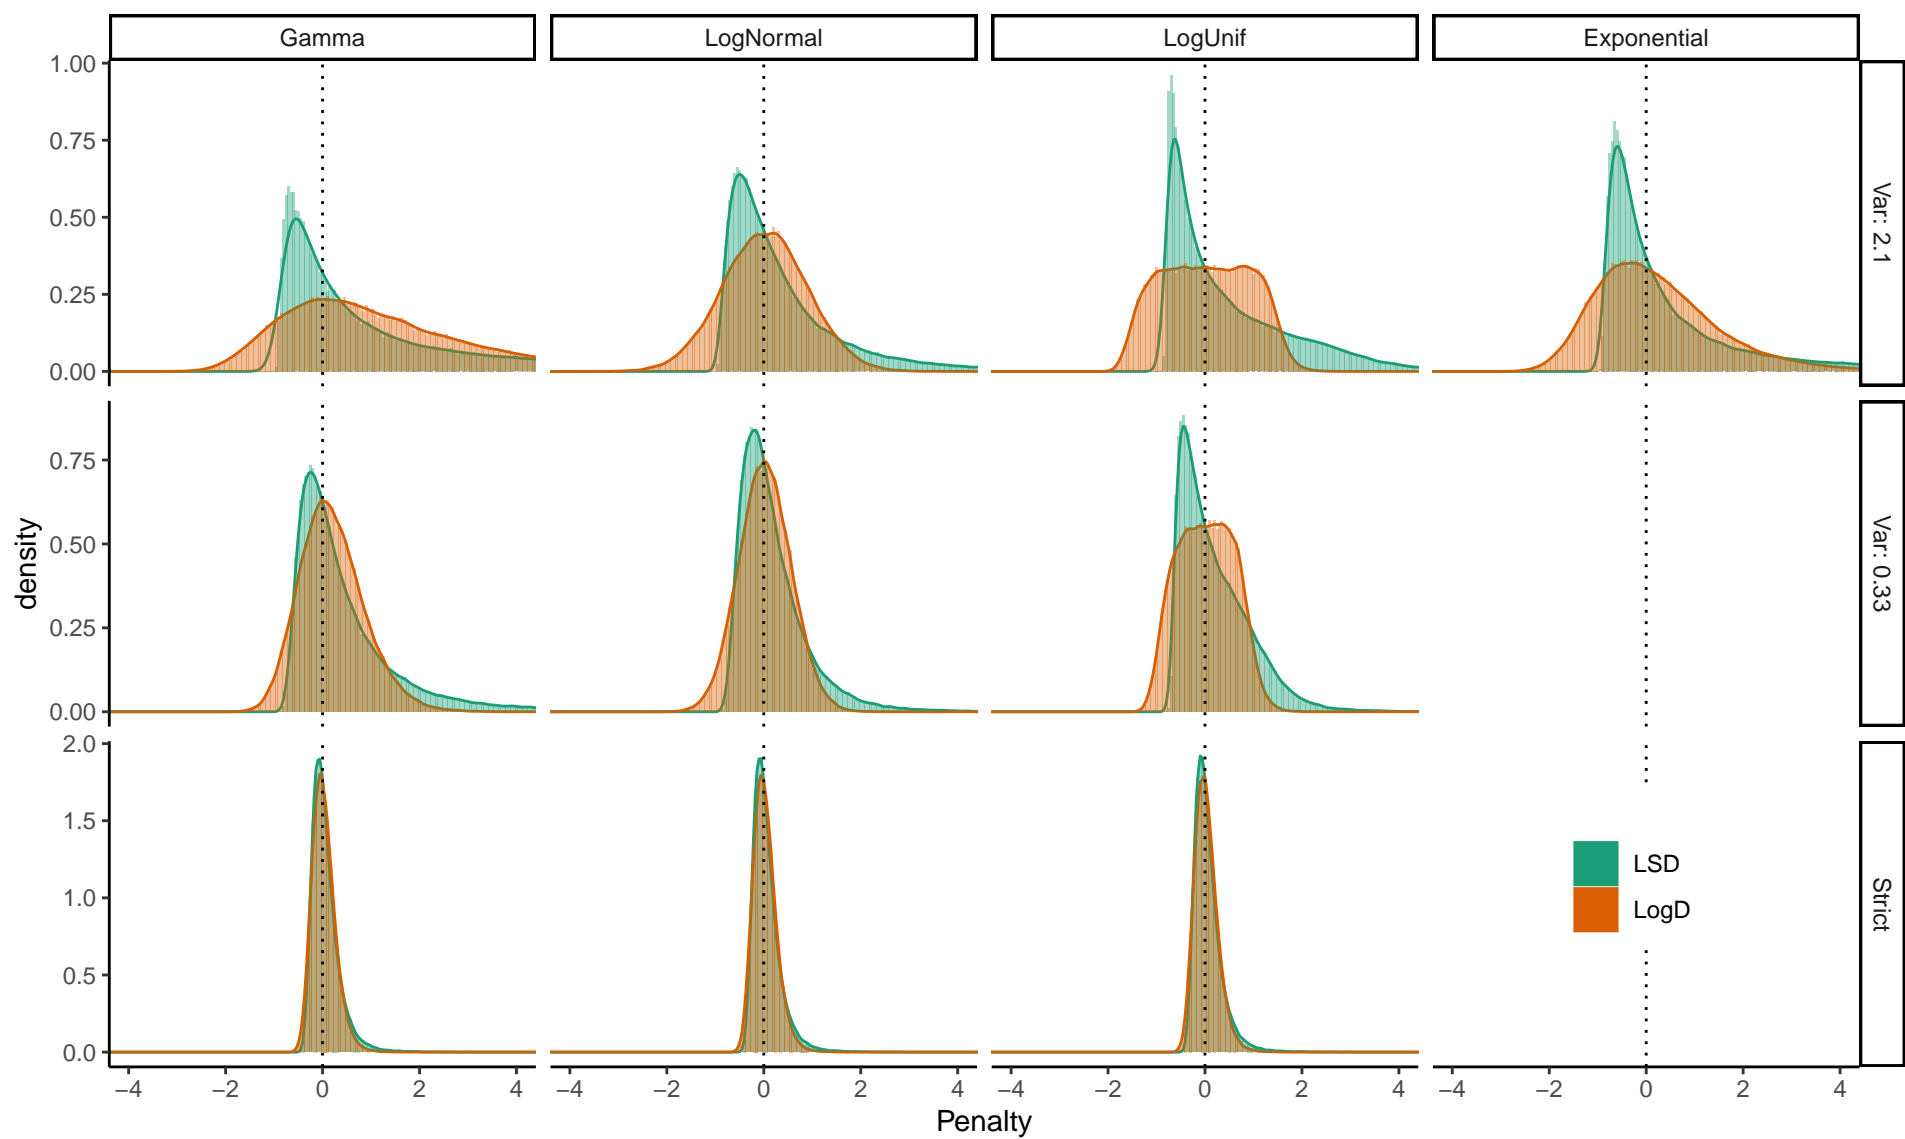 Gamma LogNormal LogUnif Exponential
1.00
0.75
0.50
0.25
0.00
Var: 2.1
0.75
0.50
0.25
0.00
Var: 0.33
density
2.0
1.5
1.0
0.5
0.0
Strict
LSD
LogD
−4 −2 0 2 4 −4 −2 0 2 4 −4 −2 0 2 4 −4 −2 0 2 4
Penalty